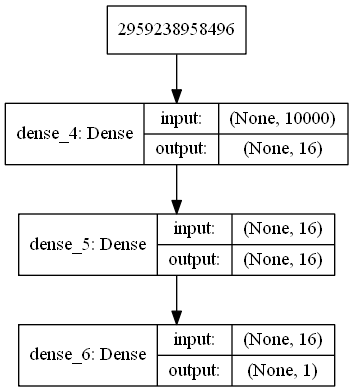 2959238958496
dense_4: Dense
input:
(None, 10000)
output:
(None, 16)
dense_5: Dense
input:
(None, 16)
output:
(None, 16)
dense_6: Dense
input:
(None, 16)
output:
(None, 1)